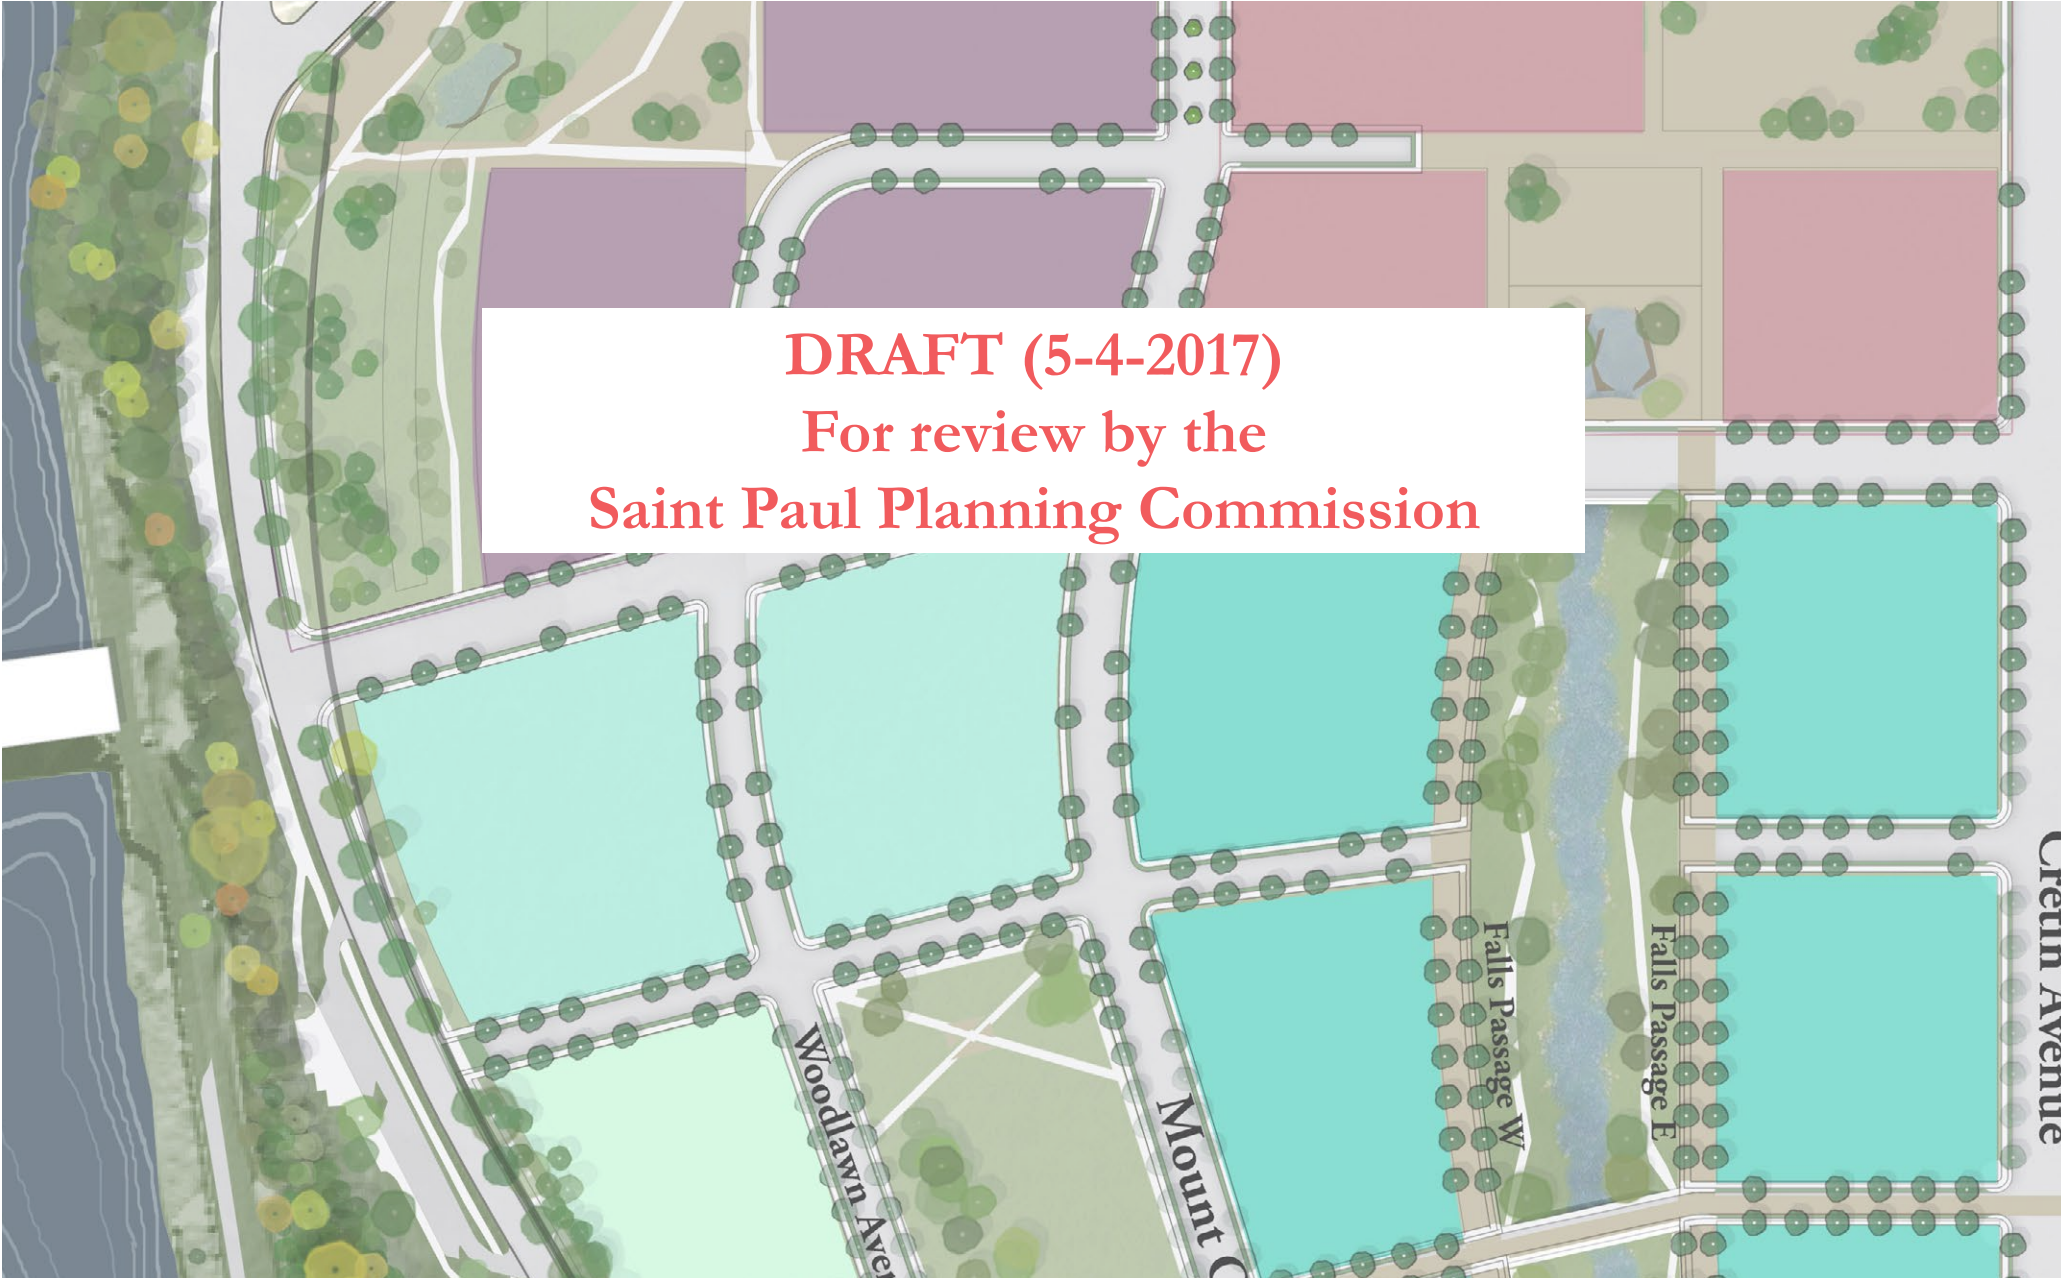 DRAFT (5-4-2017)
For review by the
Saint Paul Planning Commission
Cretin Avenue
Falls Passage W
Falls Passage E
Woodlawn Aven
Mount C